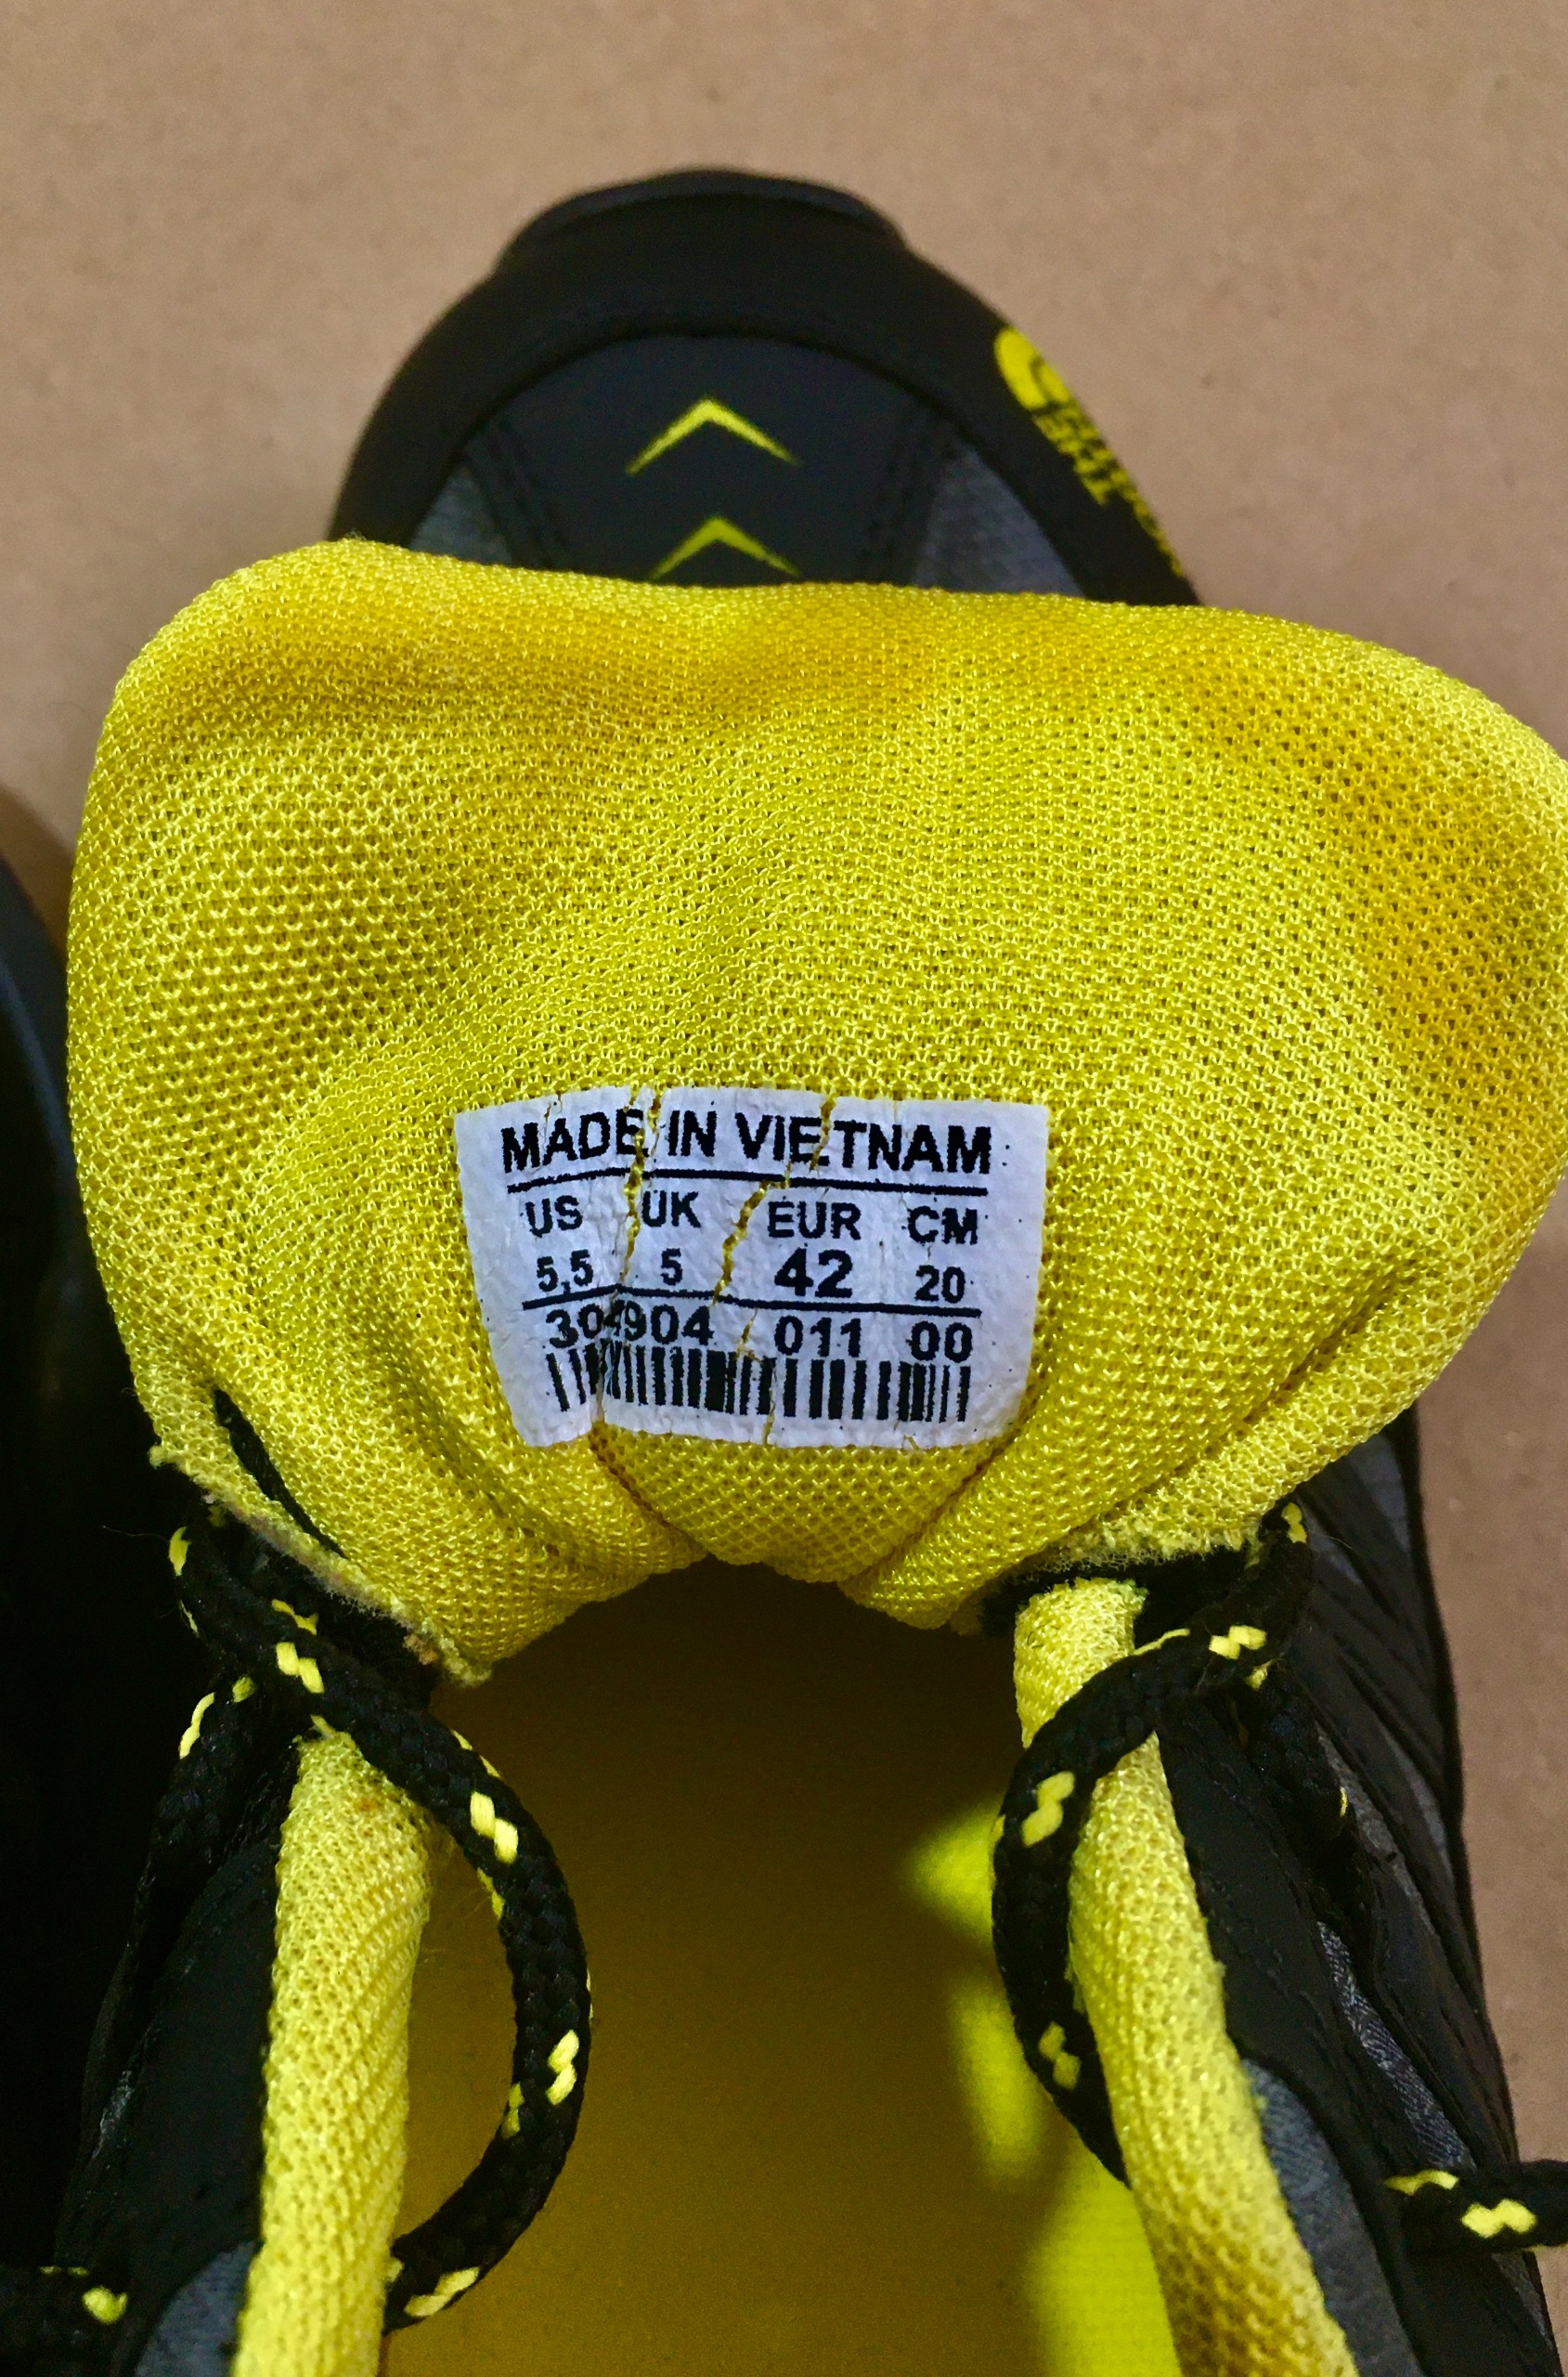 MADE IN VIETNAM
US UK EUR CM
5,5 5 42 20
304904 011 00